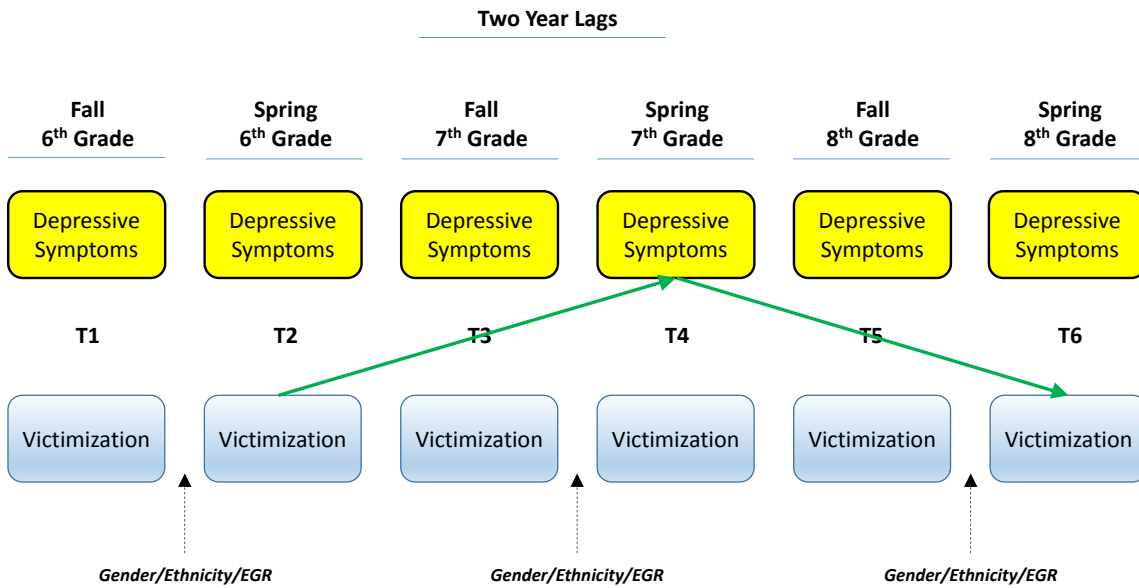 Two Year Lags
Fall
6th Grade
Spring
6th Grade
Fall
7th Grade
Spring
7th Grade
Fall
8th Grade
Spring
8th Grade
Depressive
Symptoms
Depressive
Symptoms
Depressive
Symptoms
Depressive
Symptoms
Depressive
Symptoms
Depressive
Symptoms
T1
T2
T3
T4
T5
T6
Victimization
Victimization
Victimization
Victimization
Victimization
Victimization
Gender/Ethnicity/EGR
Gender/Ethnicity/EGR
Gender/Ethnicity/EGR